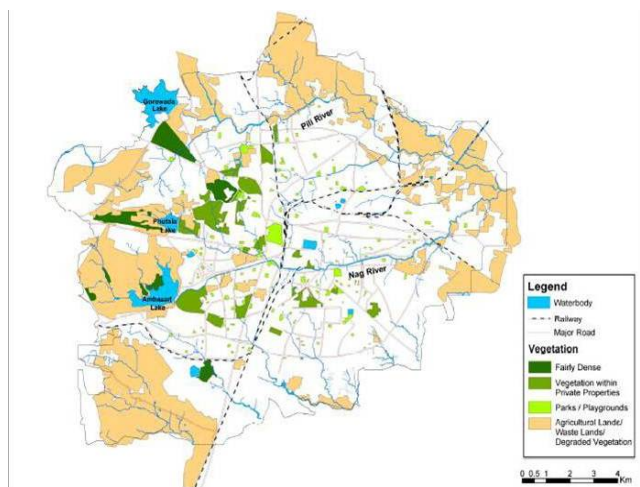 Gorewada
Lake
Pili River
Phutala
Lake
Nag River
Ambazari
Lake
Legend
Waterbody
Railway
Major Road
Vegetation
Fairly Dense
Vegetation within
Private Properties
Parks / Playgrounds
Agricultural Lands/
Waste Lands/
Degraded Vegetation
0 0.5 1 2 3 4
Km